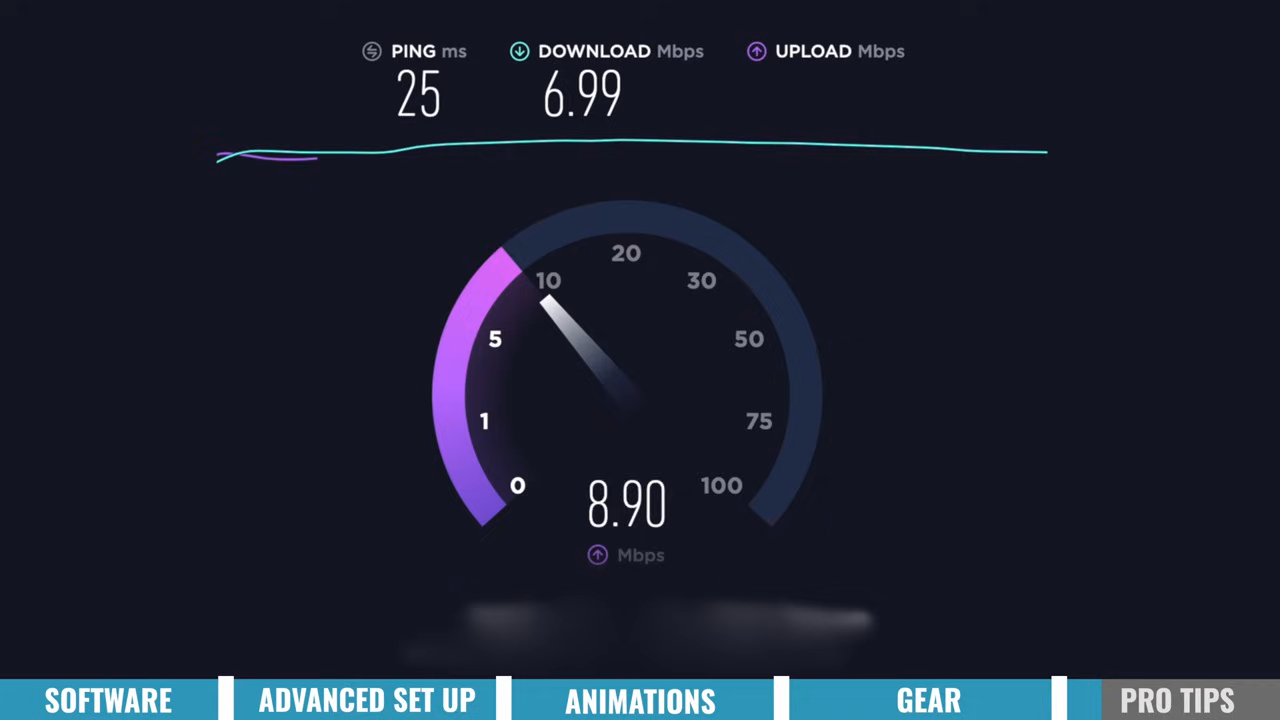 PING ms
DOWNLOAD Mbps
UPLOAD Mbps
25
6.99
20
10
30
5
50
1
75
0
100
8.90
Mbps
SOFTWARE
ADVANCED SET UP
ANIMATIONS
GEAR
PRO TIPS